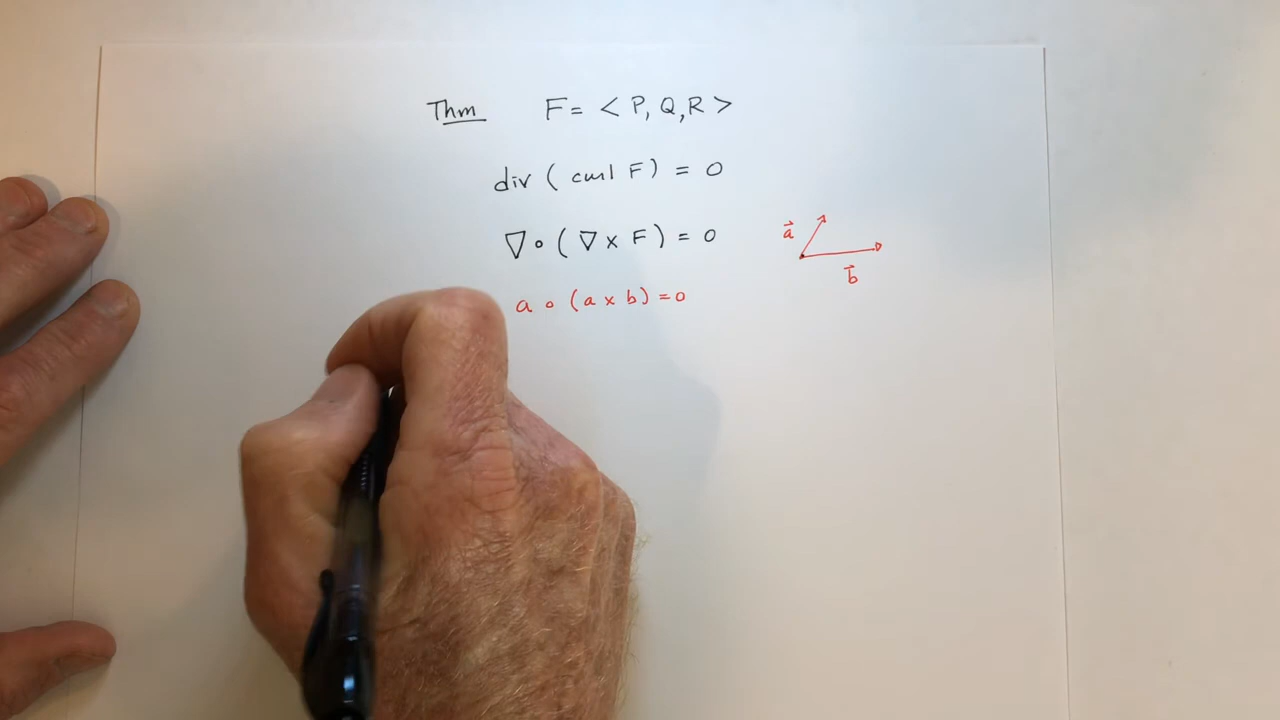 Thm F = < P, Q, R >
div ( curl F ) = 0
∇ ∘ ( ∇ × F ) = 0
a⃗
b⃗
a ∘ ( a × b ) = 0